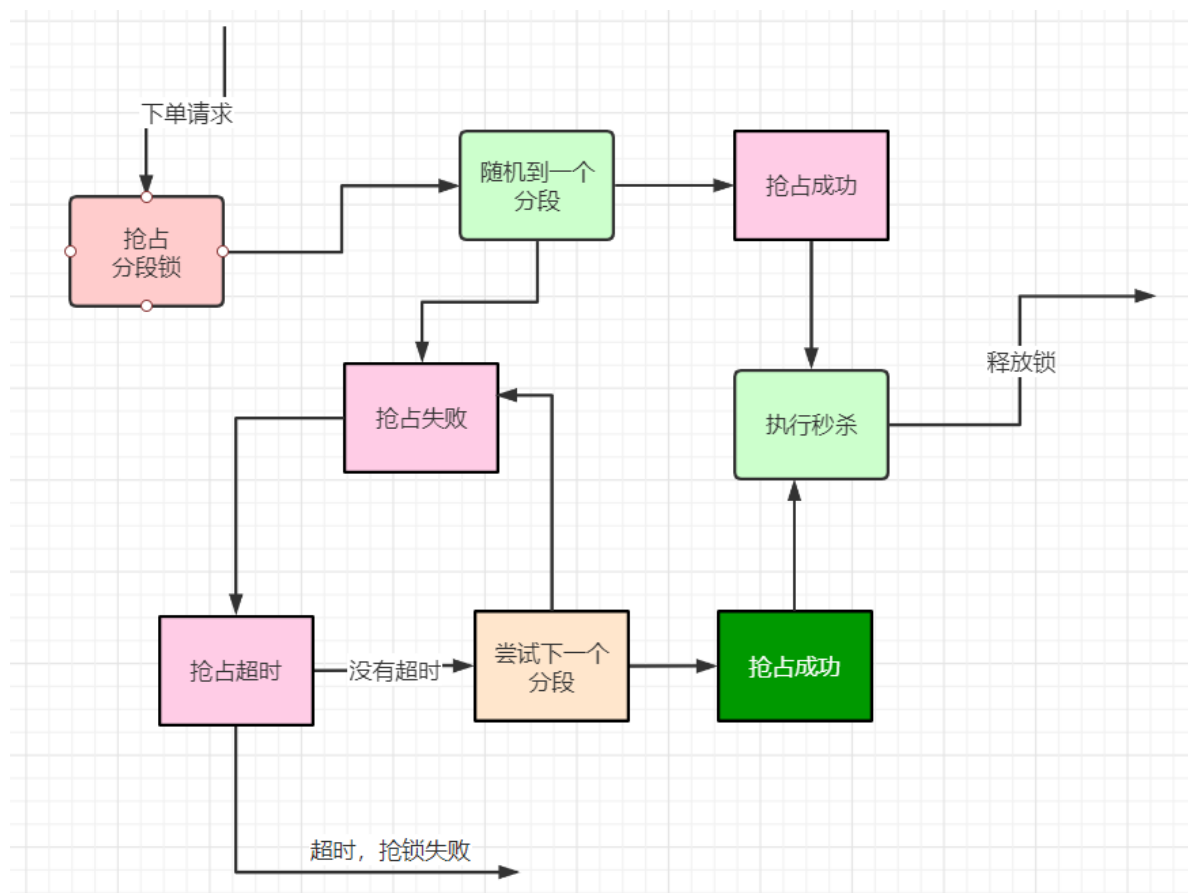 下单请求
随机到一个
分段
抢占成功
抢占
分段锁
释放锁
抢占失败
执行秒杀
抢占超时
没有超时
尝试下一个
分段
抢占成功
超时，抢锁失败